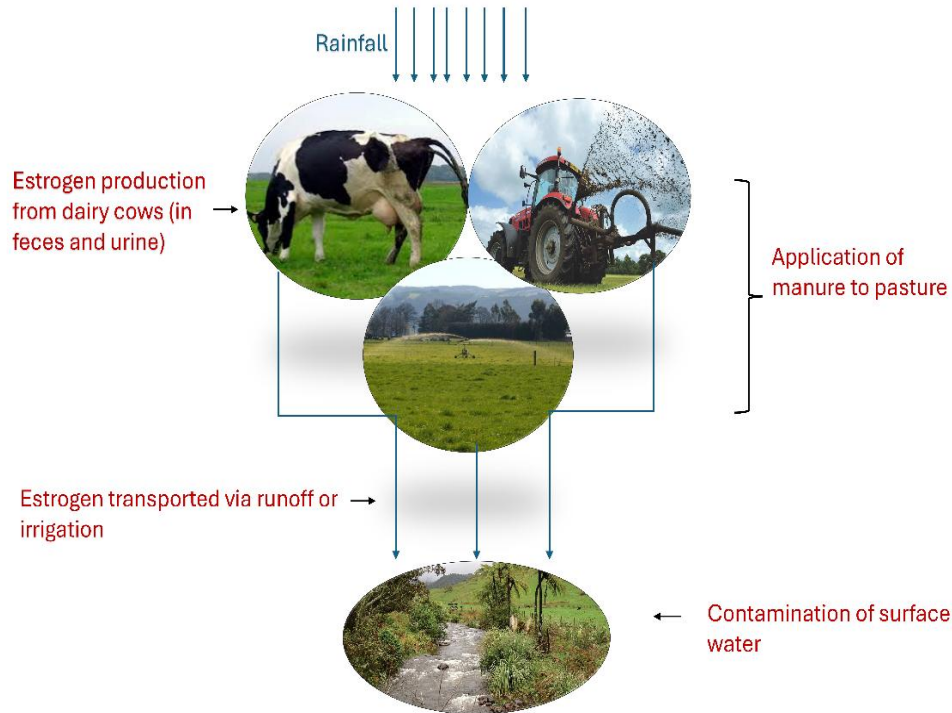 Rainfall
Estrogen production
from dairy cows (in
feces and urine)
Application of
manure to pasture
Estrogen transported via runoff or
irrigation
Contamination of surface
water